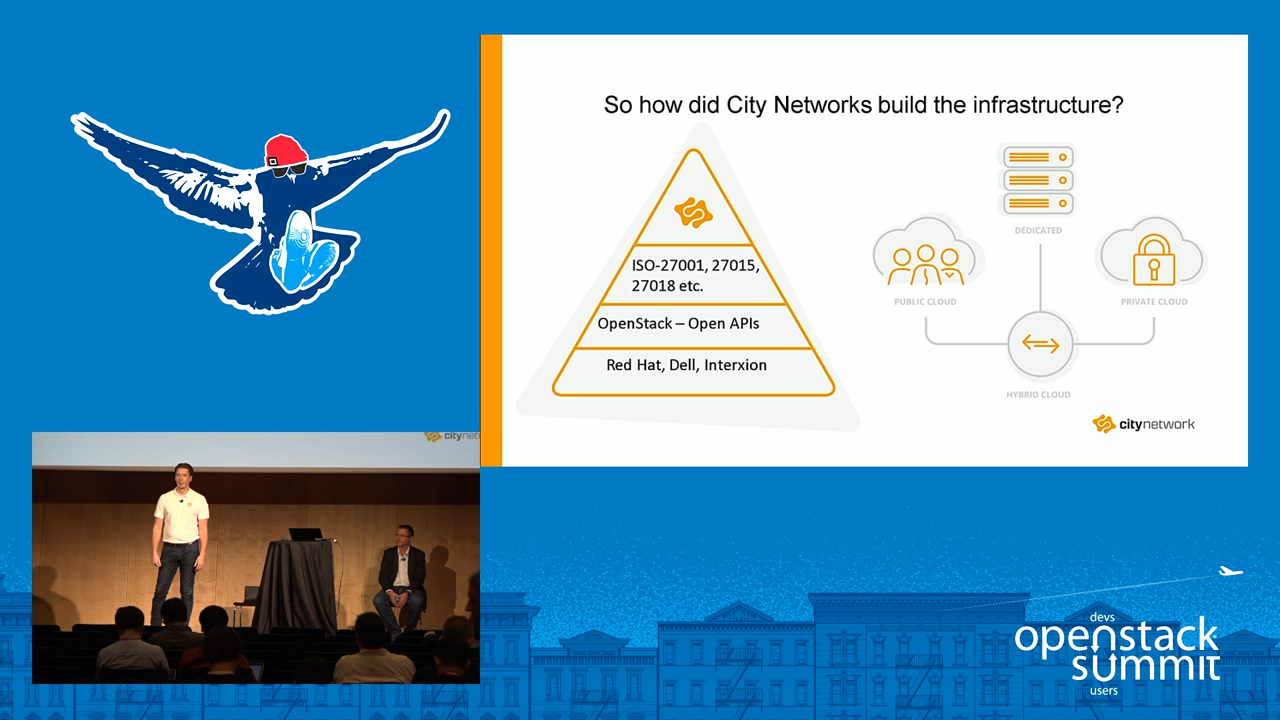 So how did City Networks build the infrastructure?
ISO-27001, 27015,
27018 etc.
OpenStack – Open APIs
Red Hat, Dell, Interxion
DEDICATED
PUBLIC CLOUD
PRIVATE CLOUD
HYBRID CLOUD
citynetwork
citynet
devs
openstack
summit
users